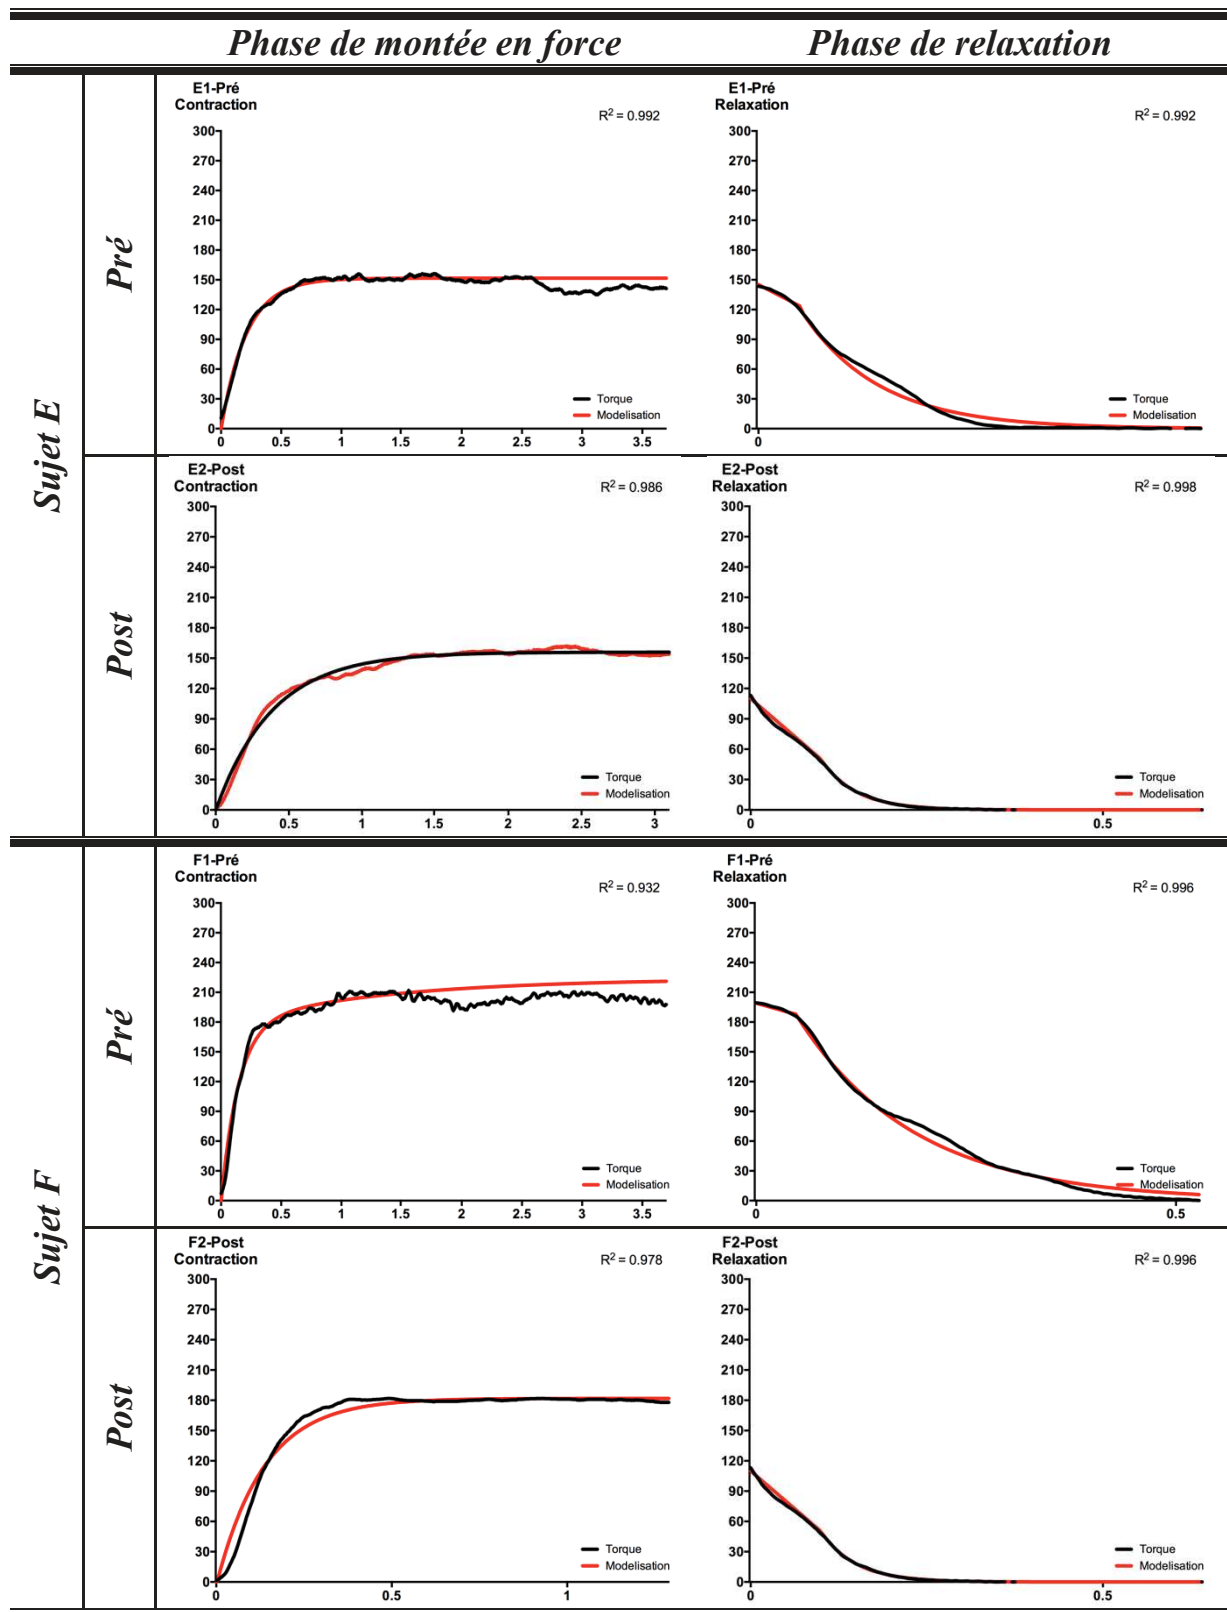 Phase de montée en force Phase de relaxation
Sujet E
Pré
E1-Pré
Contraction
R² = 0.992
300
270
240
210
180
150
120
90
60
30
0
0 0.5 1 1.5 2 2.5 3 3.5
Torque
Modelisation
E1-Pré
Relaxation
R² = 0.992
300
270
240
210
180
150
120
90
60
30
0
0
Torque
Modelisation
Post
E2-Post
Contraction
R² = 0.986
300
270
240
210
180
150
120
90
60
30
0
0 0.5 1 1.5 2 2.5 3
Torque
Modelisation
E2-Post
Relaxation
R² = 0.998
300
270
240
210
180
150
120
90
60
30
0
0 0.5
Torque
Modelisation
Sujet F
Pré
F1-Pré
Contraction
R² = 0.932
300
270
240
210
180
150
120
90
60
30
0
0 0.5 1 1.5 2 2.5 3 3.5
Torque
Modelisation
F1-Pré
Relaxation
R² = 0.996
300
270
240
210
180
150
120
90
60
30
0
0 0.5
Torque
Modelisation
Post
F2-Post
Contraction
R² = 0.978
300
270
240
210
180
150
120
90
60
30
0
0 0.5 1
Torque
Modelisation
F2-Post
Relaxation
R² = 0.996
300
270
240
210
180
150
120
90
60
30
0
0 0.5
Torque
Modelisation